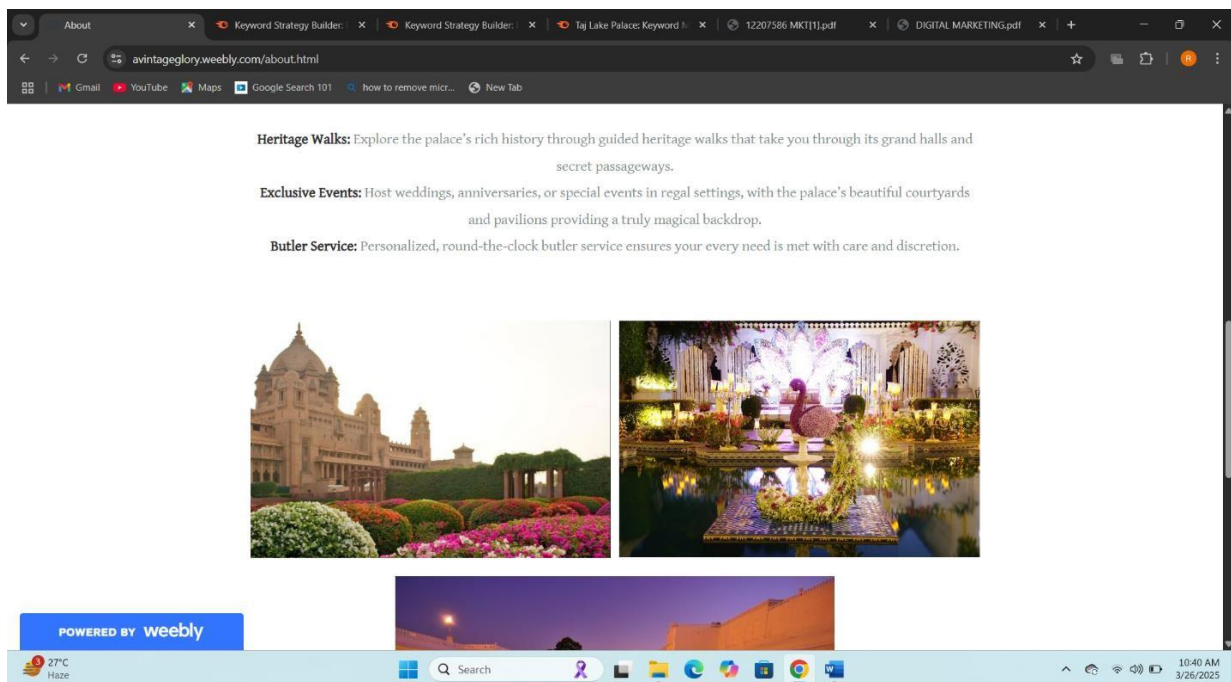 About
Keyword Strategy Builder:
Keyword Strategy Builder:
Taj Lake Palace: Keyword
12207586 MKT[1].pdf
DIGITAL MARKETING.pdf
avintageglory.weebly.com/about.html
R
Gmail
YouTube
Maps
Google Search 101
how to remove micr...
New Tab
Heritage Walks: Explore the palace's rich history through guided heritage walks that take you through its grand halls and
secret passageways.
Exclusive Events: Host weddings, anniversaries, or special events in regal settings, with the palace's beautiful courtyards
and pavilions providing a truly magical backdrop.
Butler Service: Personalized, round-the-clock butler service ensures your every need is met with care and discretion.
POWERED BY weebly
3
27°C
Haze
Search
10:40 AM
3/26/2025